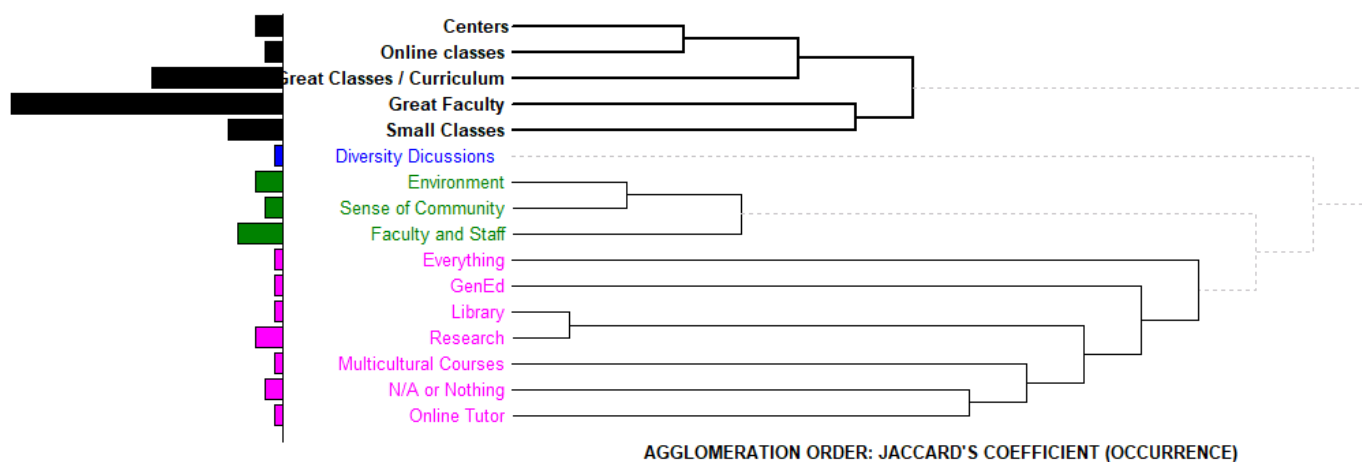 Centers
Online classes
Great Classes / Curriculum
Great Faculty
Small Classes
Diversity Dicussions
Environment
Sense of Community
Faculty and Staff
Everything
GenEd
Library
Research
Multicultural Courses
N/A or Nothing
Online Tutor
AGGLOMERATION ORDER: JACCARD'S COEFFICIENT (OCCURRENCE)